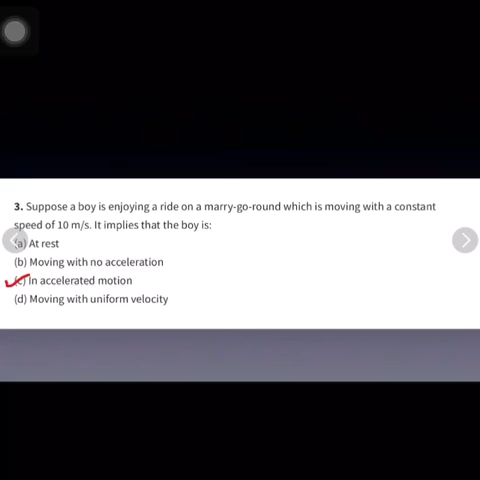 3. Suppose a boy is enjoying a ride on a marry-go-round which is moving with a constant
speed of 10 m/s. It implies that the boy is:
(a) At rest
(b) Moving with no acceleration
(c) In accelerated motion
(d) Moving with uniform velocity